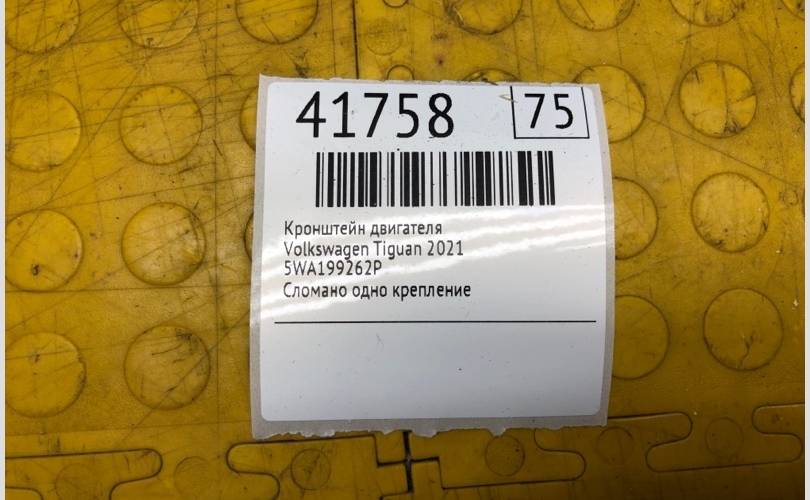 41758 75
Кронштейн двигателя
Volkswagen Tiguan 2021
5WA199262P
Сломано одно крепление